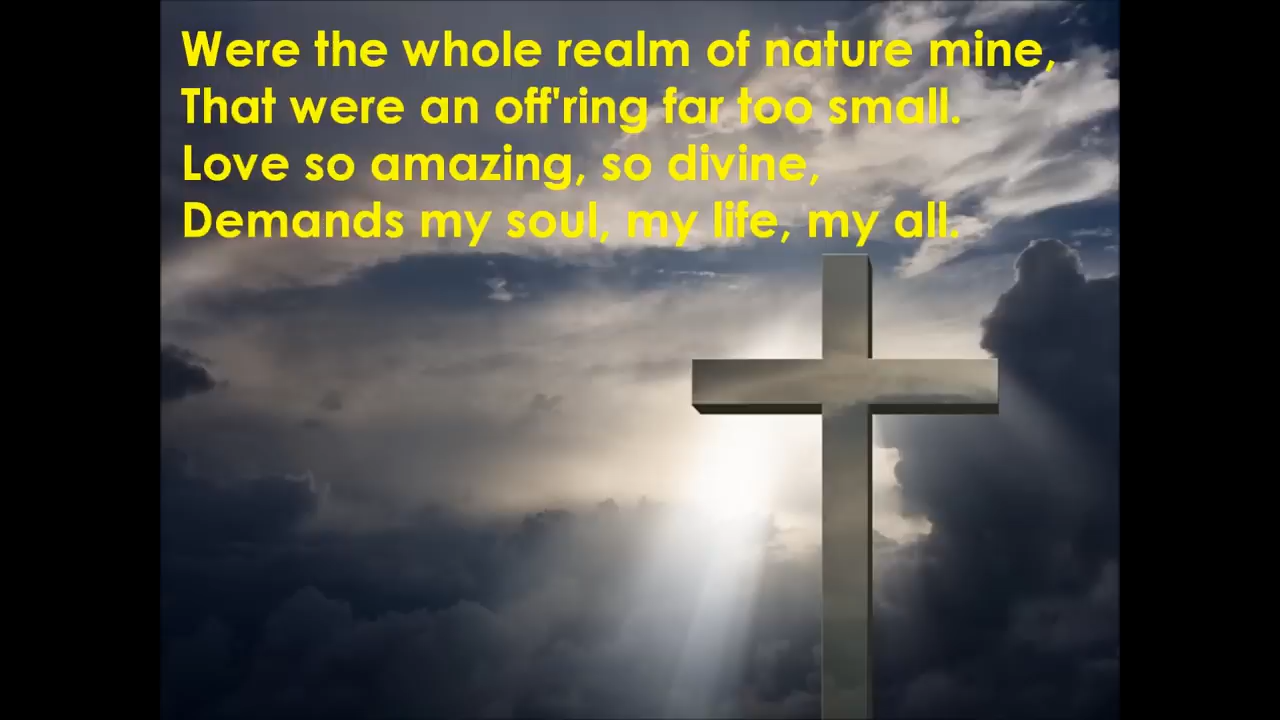 Were the whole realm of nature mine,
That were an off'ring far too small.
Love so amazing, so divine,
Demands my soul, my life, my all.